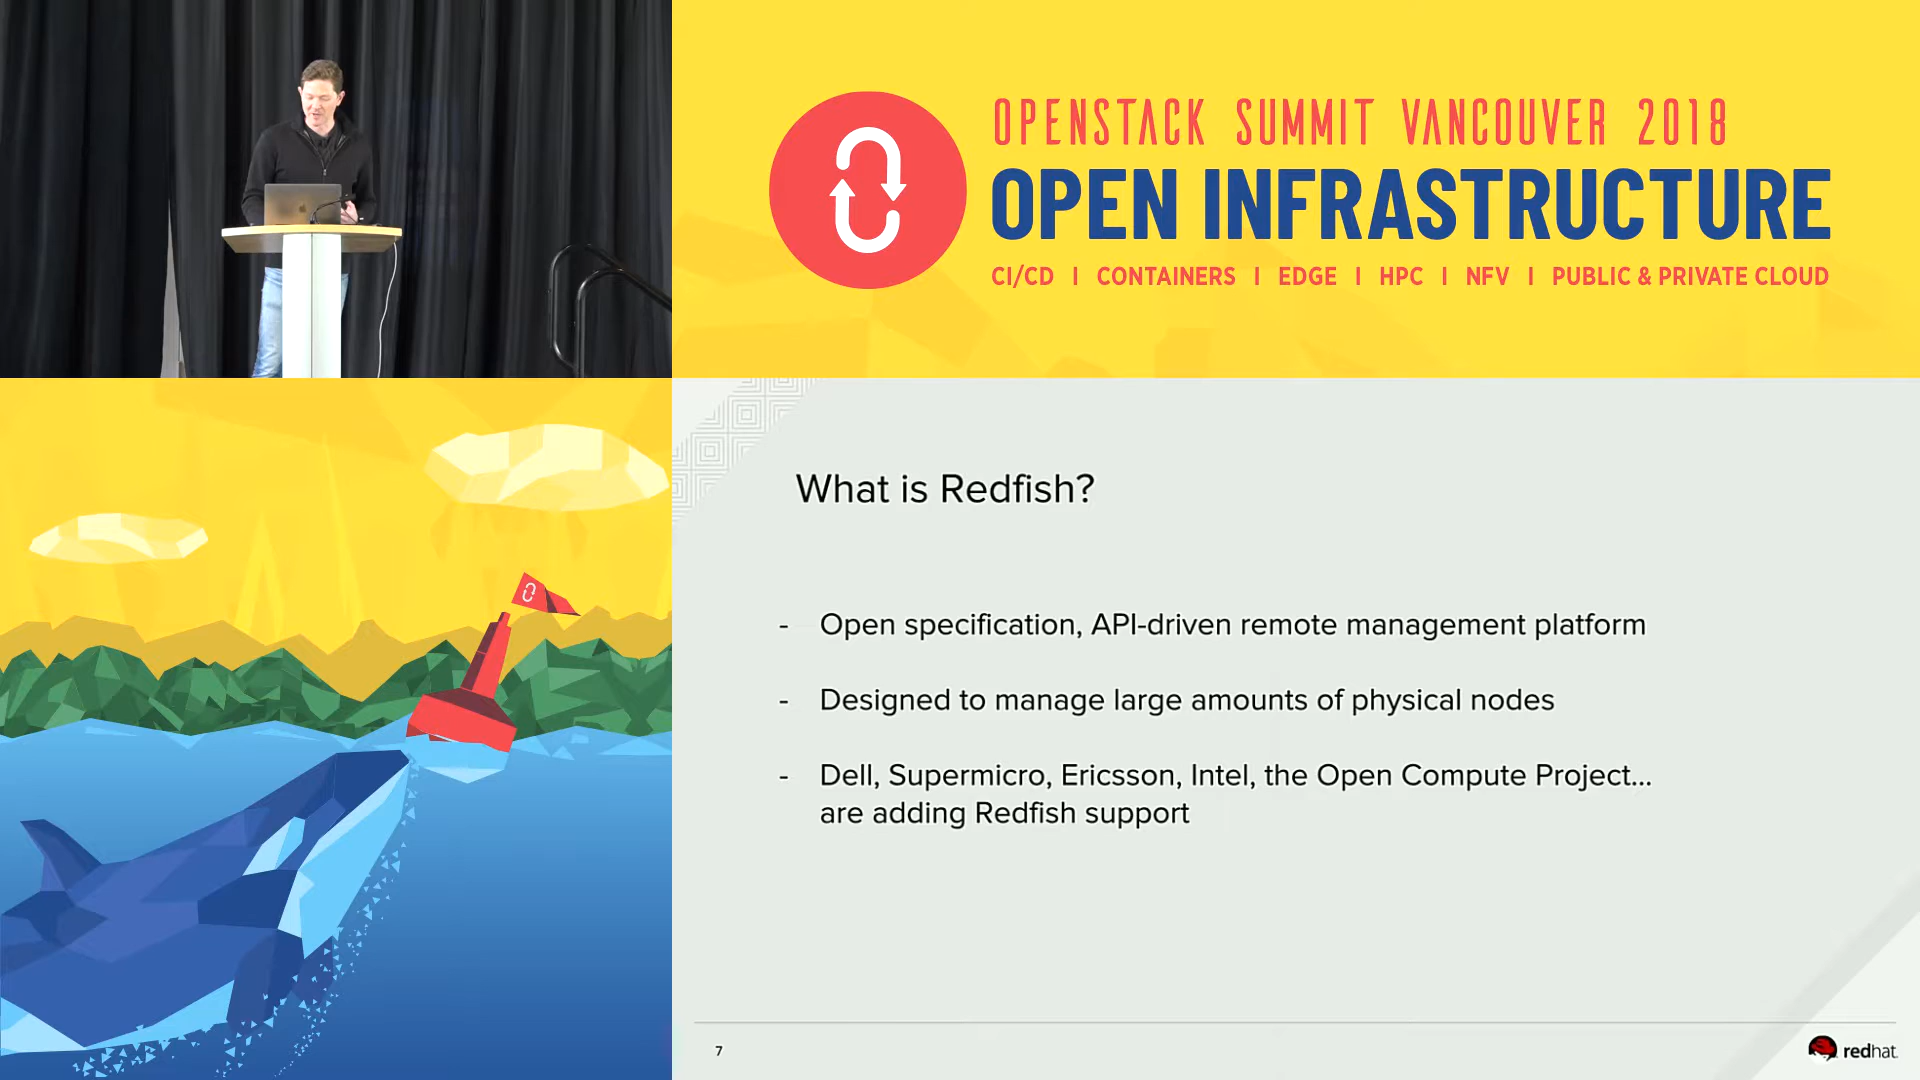 OPENSTACK SUMMIT VANCOUVER 2018
OPEN INFRASTRUCTURE
CI/CD | CONTAINERS | EDGE | HPC | NFV | PUBLIC & PRIVATE CLOUD
What is Redfish?
- Open specification, API-driven remote management platform
- Designed to manage large amounts of physical nodes
- Dell, Supermicro, Ericsson, Intel, the Open Compute Project...
are adding Redfish support
7
redhat.